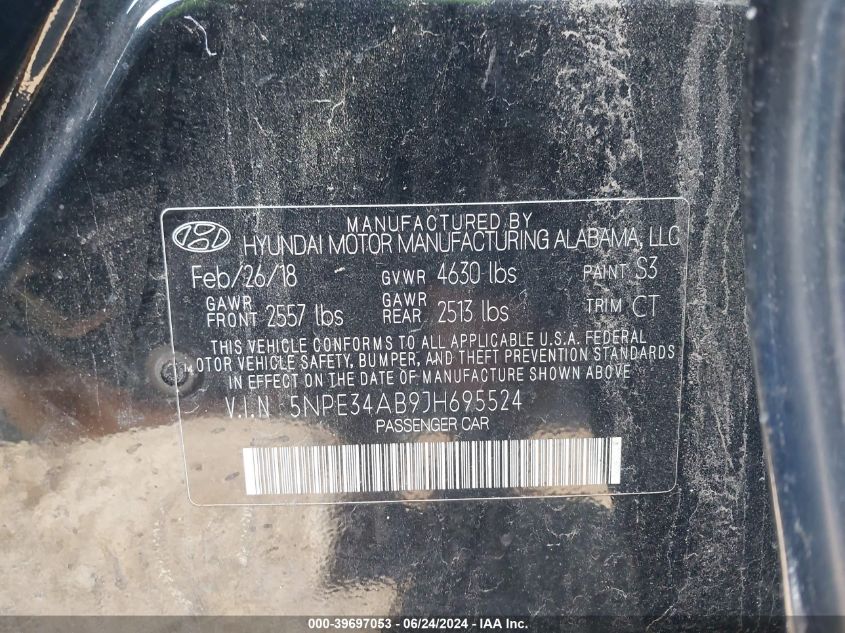 MANUFACTURED BY
HYUNDAI MOTOR MANUFACTURING ALABAMA, LLC
Feb/26/18 GVWR 4630 lbs PAINT S3
GAWR FRONT 2557 lbs GAWR REAR 2513 lbs TRIM CT
THIS VEHICLE CONFORMS TO ALL APPLICABLE U.S.A. FEDERAL
MOTOR VEHICLE SAFETY, BUMPER, AND THEFT PREVENTION STANDARDS
IN EFFECT ON THE DATE OF MANUFACTURE SHOWN ABOVE.
V.I.N : 5NPE34AB9JH695524
PASSENGER CAR
000-39697053 - 06/24/2024 - IAAI.com